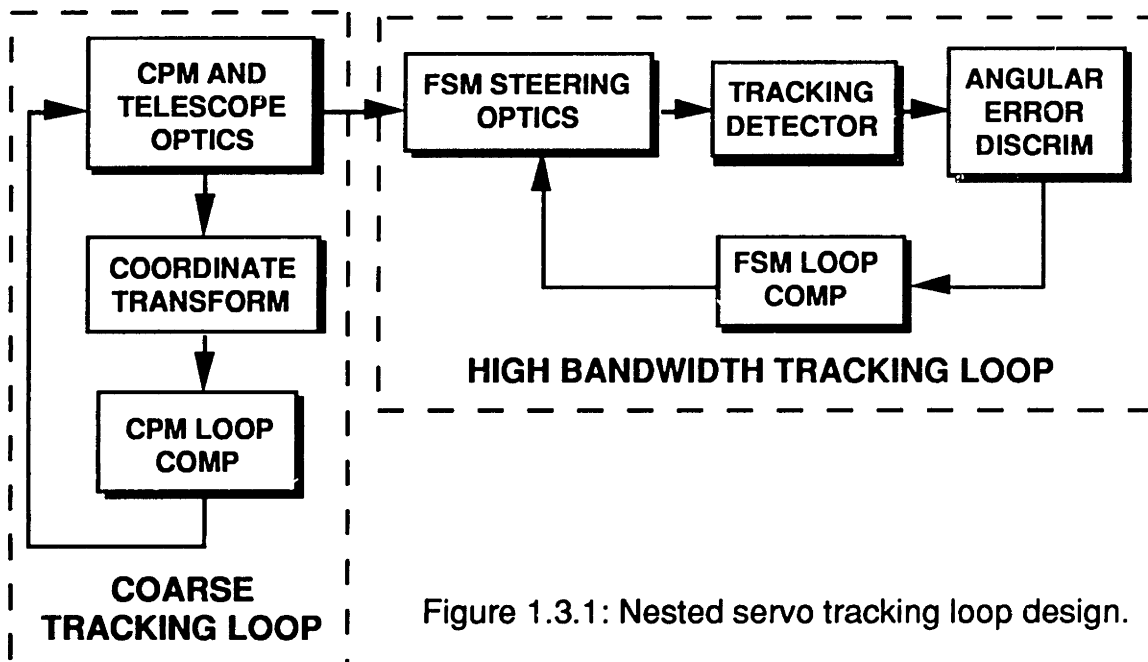 CPM AND
TELESCOPE
OPTICS
COORDINATE
TRANSFORM
CPM LOOP
COMP
COARSE
TRACKING LOOP
FSM STEERING
OPTICS
TRACKING
DETECTOR
ANGULAR
ERROR
DISCRIM
FSM LOOP
COMP
HIGH BANDWIDTH TRACKING LOOP
Figure 1.3.1: Nested servo tracking loop design.